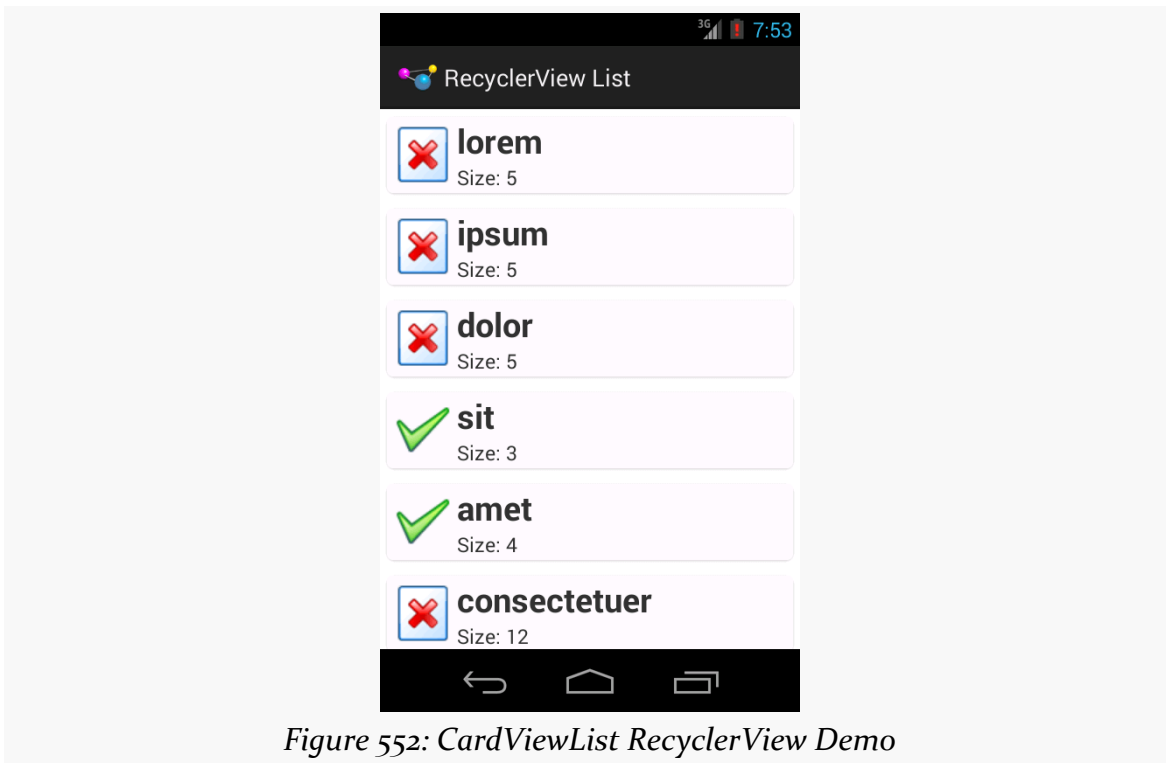 3G 7:53
RecyclerView List
lorem
Size: 5
ipsum
Size: 5
dolor
Size: 5
sit
Size: 3
amet
Size: 4
consectetuer
Size: 12
Figure 552: CardViewList RecyclerView Demo